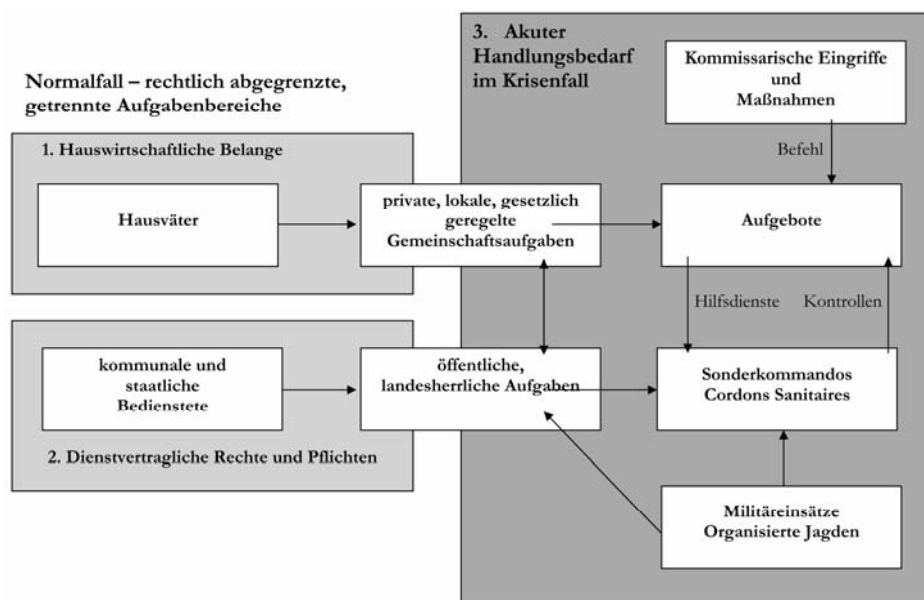 Normalfall – rechtlich abgegrenzte,
getrennte Aufgabenbereiche
1. Hauswirtschaftliche Belange
Hausväter
private, lokale, gesetzlich
geregelte
Gemeinschaftsaufgaben
kommunale und
staatliche
Bedienstete
öffentliche,
landesherrliche Aufgaben
2. Dienstvertragliche Rechte und Pflichten
3. Akuter
Handlungsbedarf
im Krisenfall
Kommissarische Eingriffe
und
Maßnahmen
Befehl
Aufgebote
Hilfsdienste
Kontrollen
Sonderkommandos
Cordons Sanitaires
Militäreinsätze
Organisierte Jagden